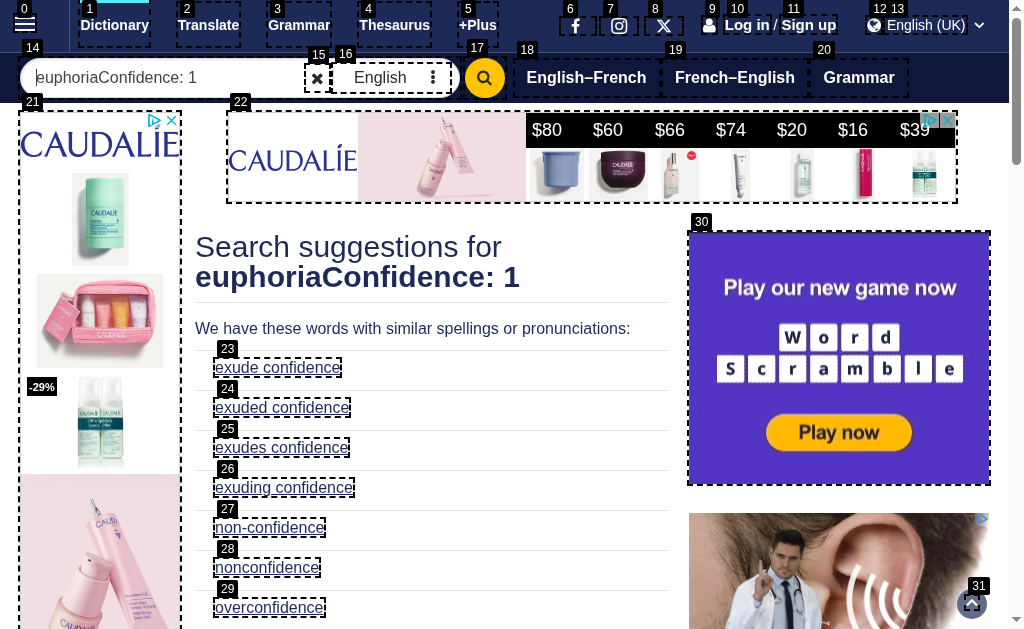 0 1 2 3 4 5 6 7 8 9 10 11 12 13
Dictionary Translate Grammar Thesaurus +Plus Log in / Sign up English (UK)
14 15 16 17 18 19 20
euphoriaConfidence: 1 English English–French French–English Grammar
21 22
CAUDALÍE
CAUDALÍE
$80 $60 $66 $74 $20 $16 $39
30
Search suggestions for
euphoriaConfidence: 1
We have these words with similar spellings or pronunciations:
23
exude confidence
24
exuded confidence
25
exudes confidence
26
exuding confidence
27
non-confidence
28
nonconfidence
29
overconfidence
-29%
Play our new game now
Word
Scramble
Play now
31